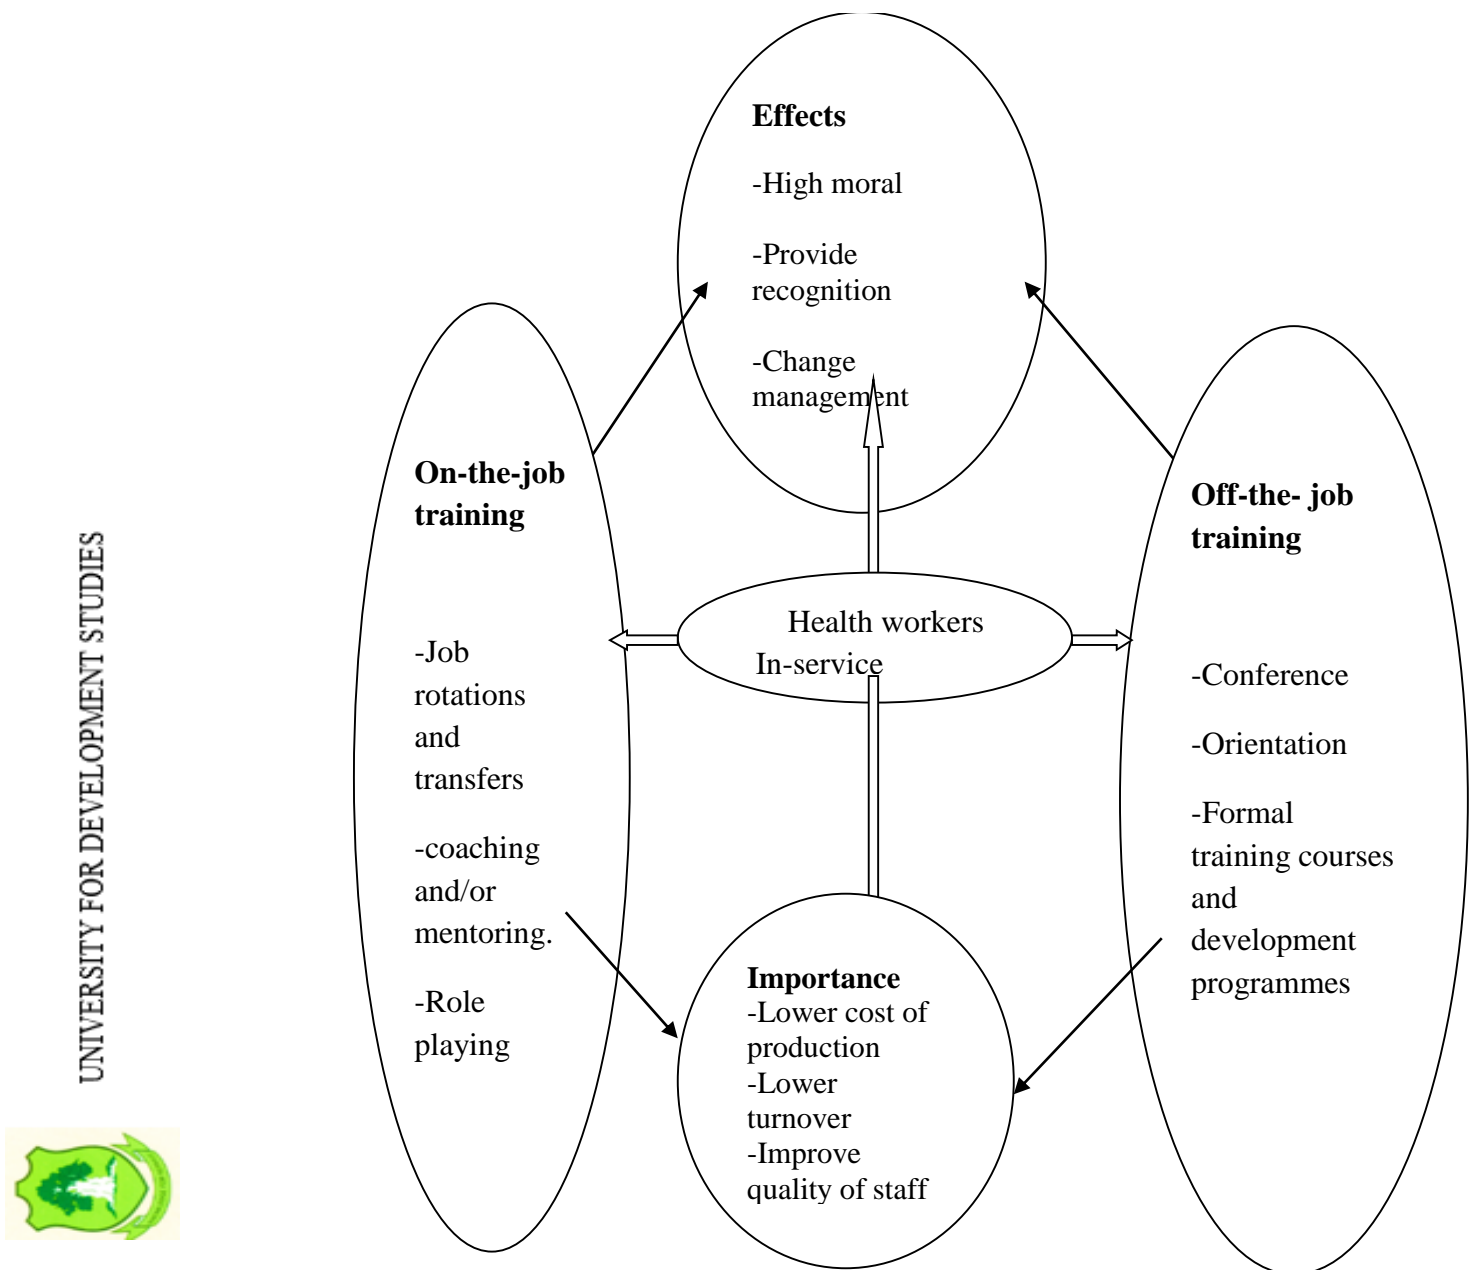 UNIVERSITY FOR DEVELOPMENT STUDIES
Effects
-High moral
-Provide
recognition
-Change
management
On-the-job
training
-Job
rotations
and
transfers
-coaching
and/or
mentoring.
-Role
playing
Health workers
In-service
Off-the- job
training
-Conference
-Orientation
-Formal
training courses
and
development
programmes
Importance
-Lower cost of
production
-Lower
turnover
-Improve
quality of staff